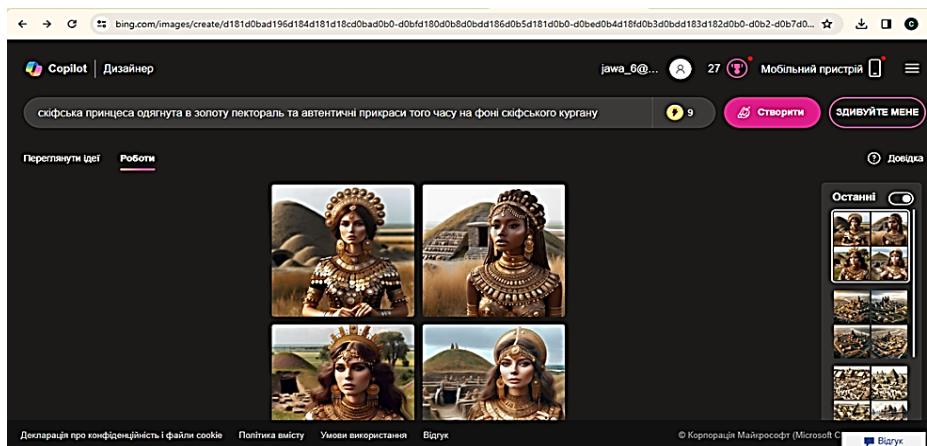 bing.com/images/create/d181d0bad196d184d181d18cd0bad0b0-d0bfd180d0b8d0bdd186d0b5d181d0b0-d0bed0b4d18fd0b3d0bdd183d182d0b0-d0b2-d0b7d0...
Copilot | Дизайнер
jawa_6@...
27
Мобільний пристрій
скіфська принцеса одягнута в золоту пектораль та автентичні прикраси того часу на фоні скіфського кургану
9
Створити
ЗДИВУЙТЕ МЕНЕ
Переглянути ідеї
Роботи
Довідка
Останні
Декларація про конфіденційність і файли cookie
Політика вмісту
Умови використання
Відгук
© Корпорація Майкрософт (Microsoft C
Відгук